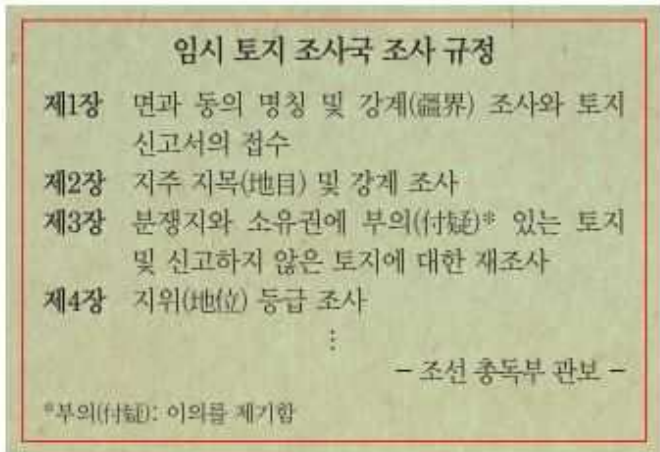 임시 토지 조사국 조사 규정
제1장 면과 동의 명칭 및 강계(疆界) 조사와 토지
신고서의 접수
제2장 지주 지목(地目) 및 강계 조사
제3장 분쟁지와 소유권에 부의(付疑)* 있는 토지
및 신고하지 않은 토지에 대한 재조사
제4장 지위(地位) 등급 조사
⋮
- 조선 총독부 관보 -
*부의(付疑): 이의를 제기함